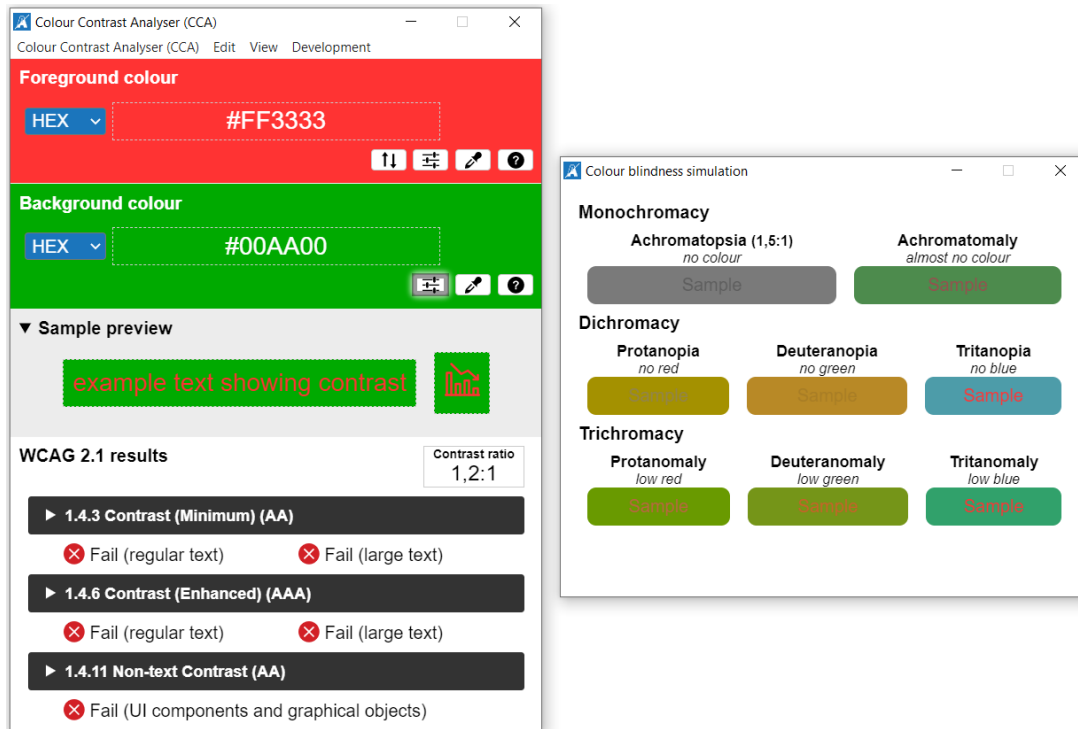 Colour Contrast Analyser (CCA)
Colour Contrast Analyser (CCA) Edit View Development
Foreground colour
HEX #FF3333
Background colour
HEX #00AA00
▼ Sample preview
example text showing contrast
WCAG 2.1 results
Contrast ratio
1,2:1
1.4.3 Contrast (Minimum) (AA)
Fail (regular text) Fail (large text)
1.4.6 Contrast (Enhanced) (AAA)
Fail (regular text) Fail (large text)
1.4.11 Non-text Contrast (AA)
Fail (UI components and graphical objects)
Colour blindness simulation
Monochromacy
Achromatopsia (1,5:1) Achromatomaly
no colour almost no colour
Sample Sample
Dichromacy
Protanopia Deuteranopia Tritanopia
no red no green no blue
Sample Sample Sample
Trichromacy
Protanomaly Deuteranomaly Tritanomaly
low red low green low blue
Sample Sample Sample